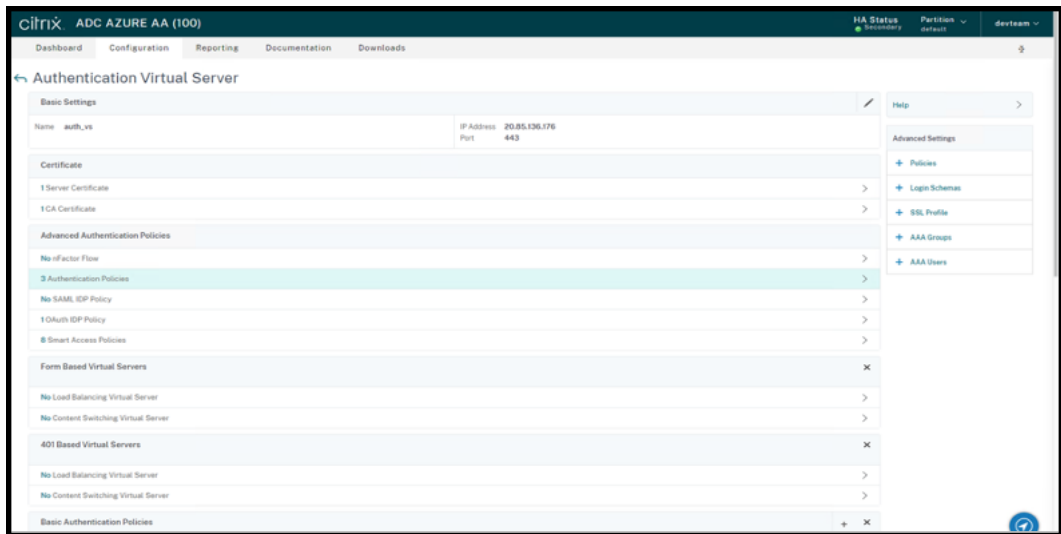 citrix ADC AZURE AA (100)
HA Status
Secondary
Partition
default
devteam
Dashboard Configuration Reporting Documentation Downloads
Authentication Virtual Server
Basic Settings
Name auth_vs
IP Address 20.85.136.176
Port 443
Certificate
1 Server Certificate
1 CA Certificate
Advanced Authentication Policies
No nFactor Flow
3 Authentication Policies
No SAML IDP Policy
1 OAuth IDP Policy
8 Smart Access Policies
Form Based Virtual Servers
No Load Balancing Virtual Server
No Content Switching Virtual Server
401 Based Virtual Servers
No Load Balancing Virtual Server
No Content Switching Virtual Server
Basic Authentication Policies
Help
Advanced Settings
+ Policies
+ Login Schemas
+ SSL Profile
+ AAA Groups
+ AAA Users